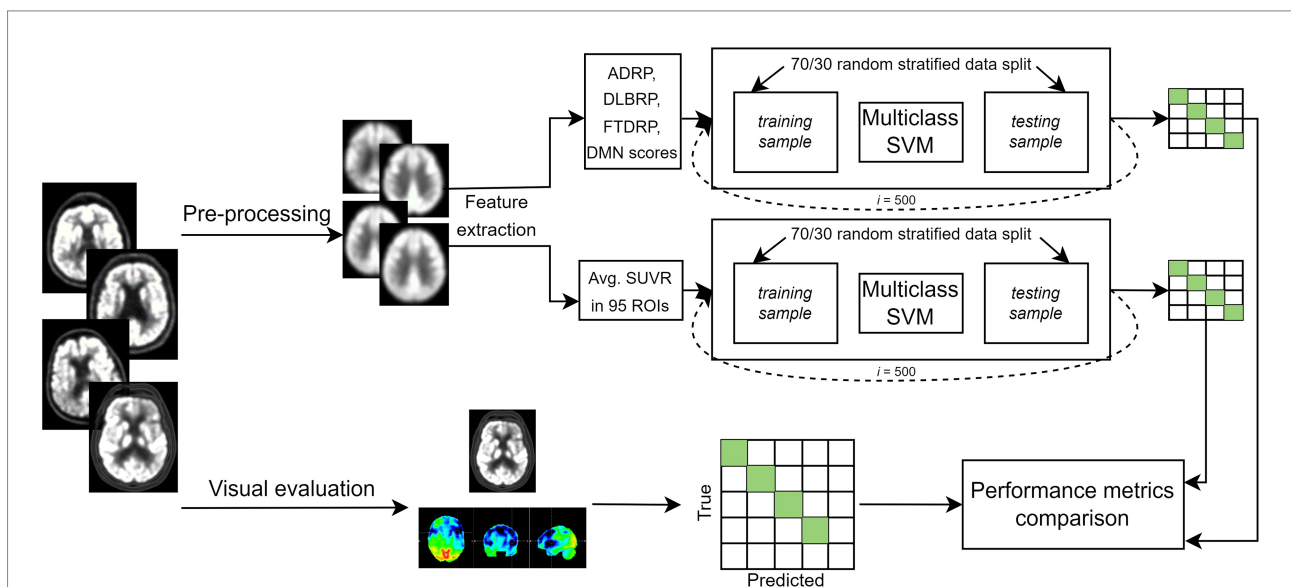 ADRP,
DLBRP,
FTDRP,
DMN scores
70/30 random stratified data split
training
sample
Multiclass
SVM
testing
sample
i = 500
Pre-processing
Feature
extraction
Avg. SUVR
in 95 ROIs
70/30 random stratified data split
training
sample
Multiclass
SVM
testing
sample
i = 500
Visual evaluation
True
Predicted
Performance metrics
comparison